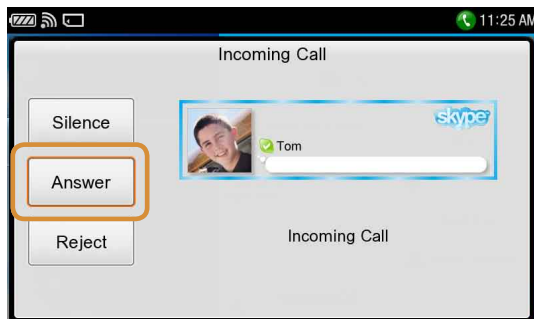 11:25 AM
Incoming Call
Silence
skype
Tom
Answer
Reject
Incoming Call